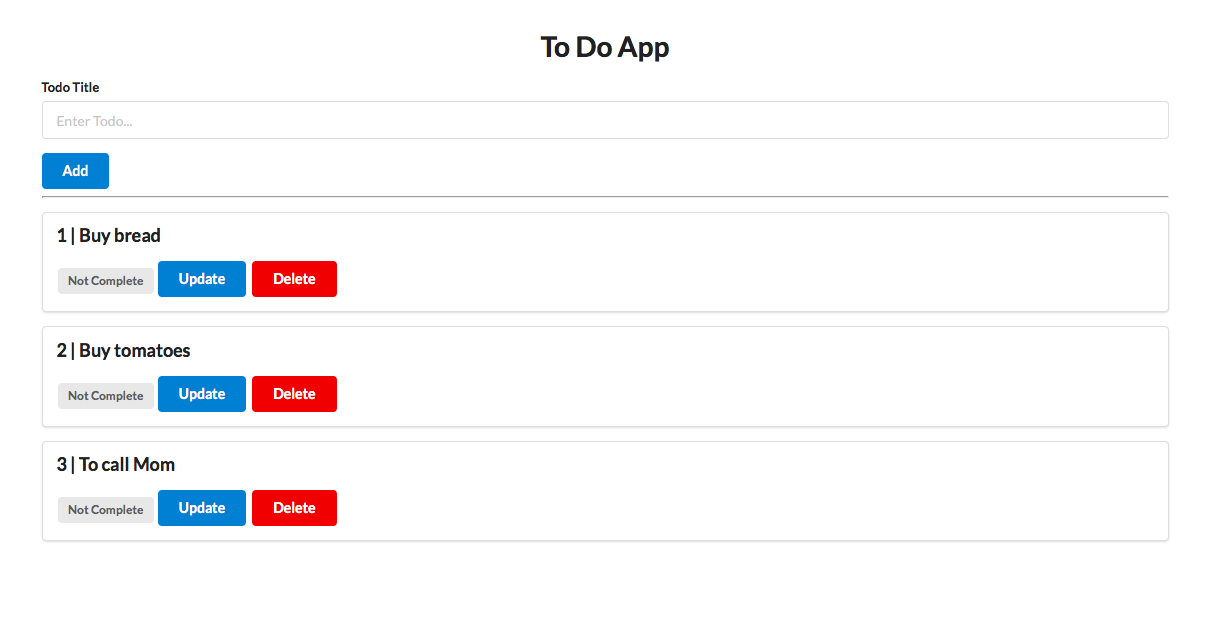 To Do App
Todo Title
Enter Todo...
Add
1 | Buy bread
Not Complete Update Delete
2 | Buy tomatoes
Not Complete Update Delete
3 | To call Mom
Not Complete Update Delete